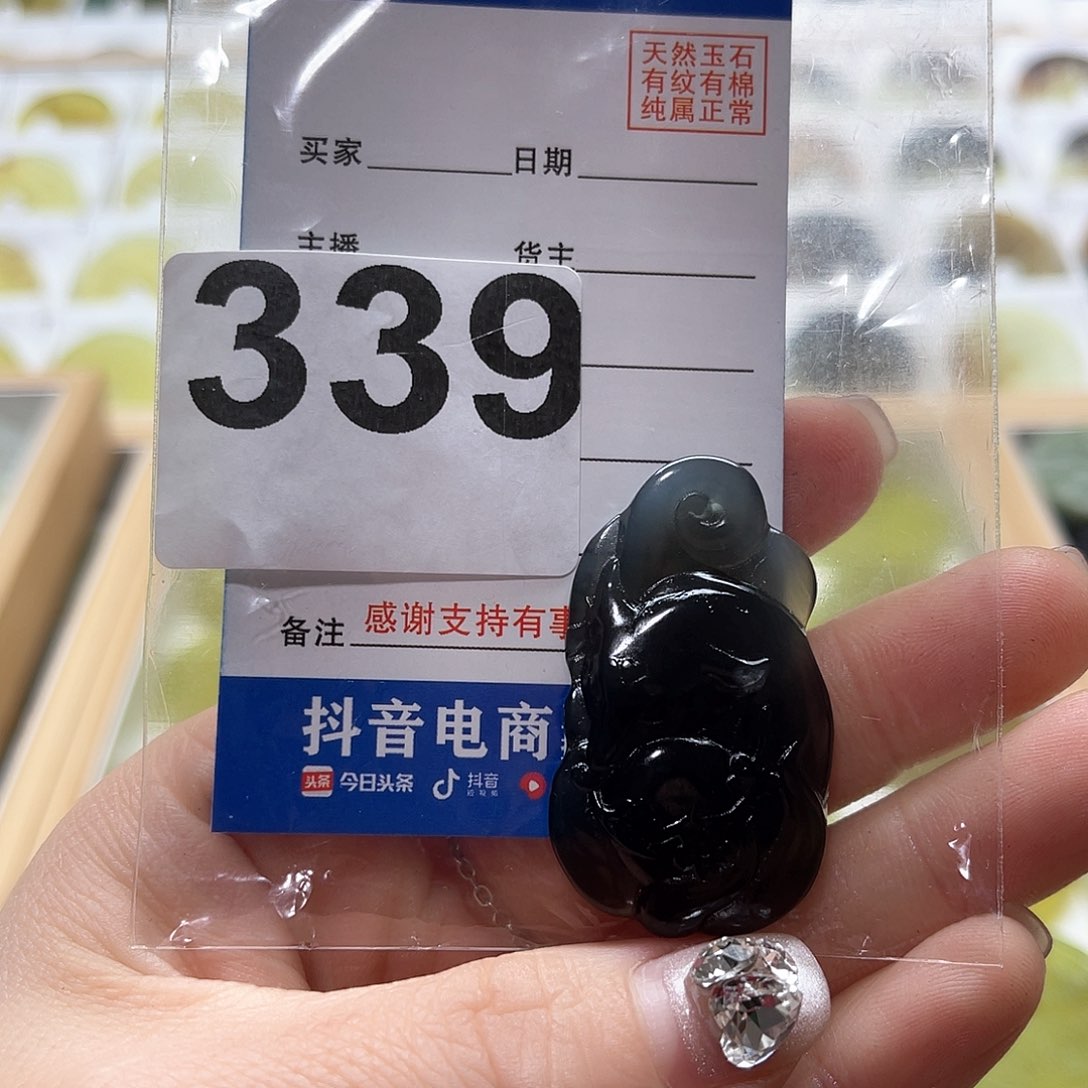 天然玉石
有纹有棉
纯属正常
买家 日期
主播 货主
339
备注 感谢支持有事
抖音电商
头条 今日头条 抖音